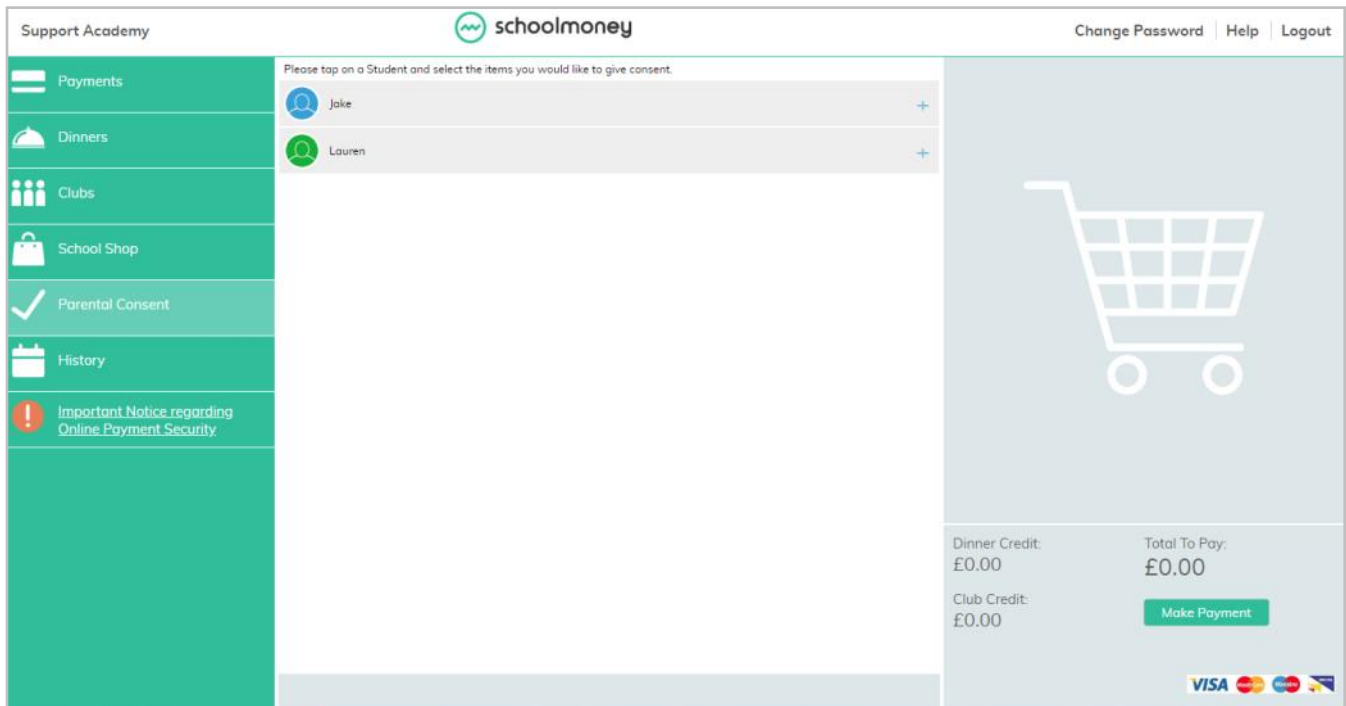 Support Academy
schoolmoney
Change Password
Help
Logout
Payments
Dinners
Clubs
School Shop
Parental Consent
History
Important Notice regarding
Online Payment Security
Please tap on a Student and select the items you would like to give consent.
Jake
+
Lauren
+
Dinner Credit:
£0.00
Total To Pay:
£0.00
Club Credit:
£0.00
Make Payment
VISA
MasterCard
Maestro